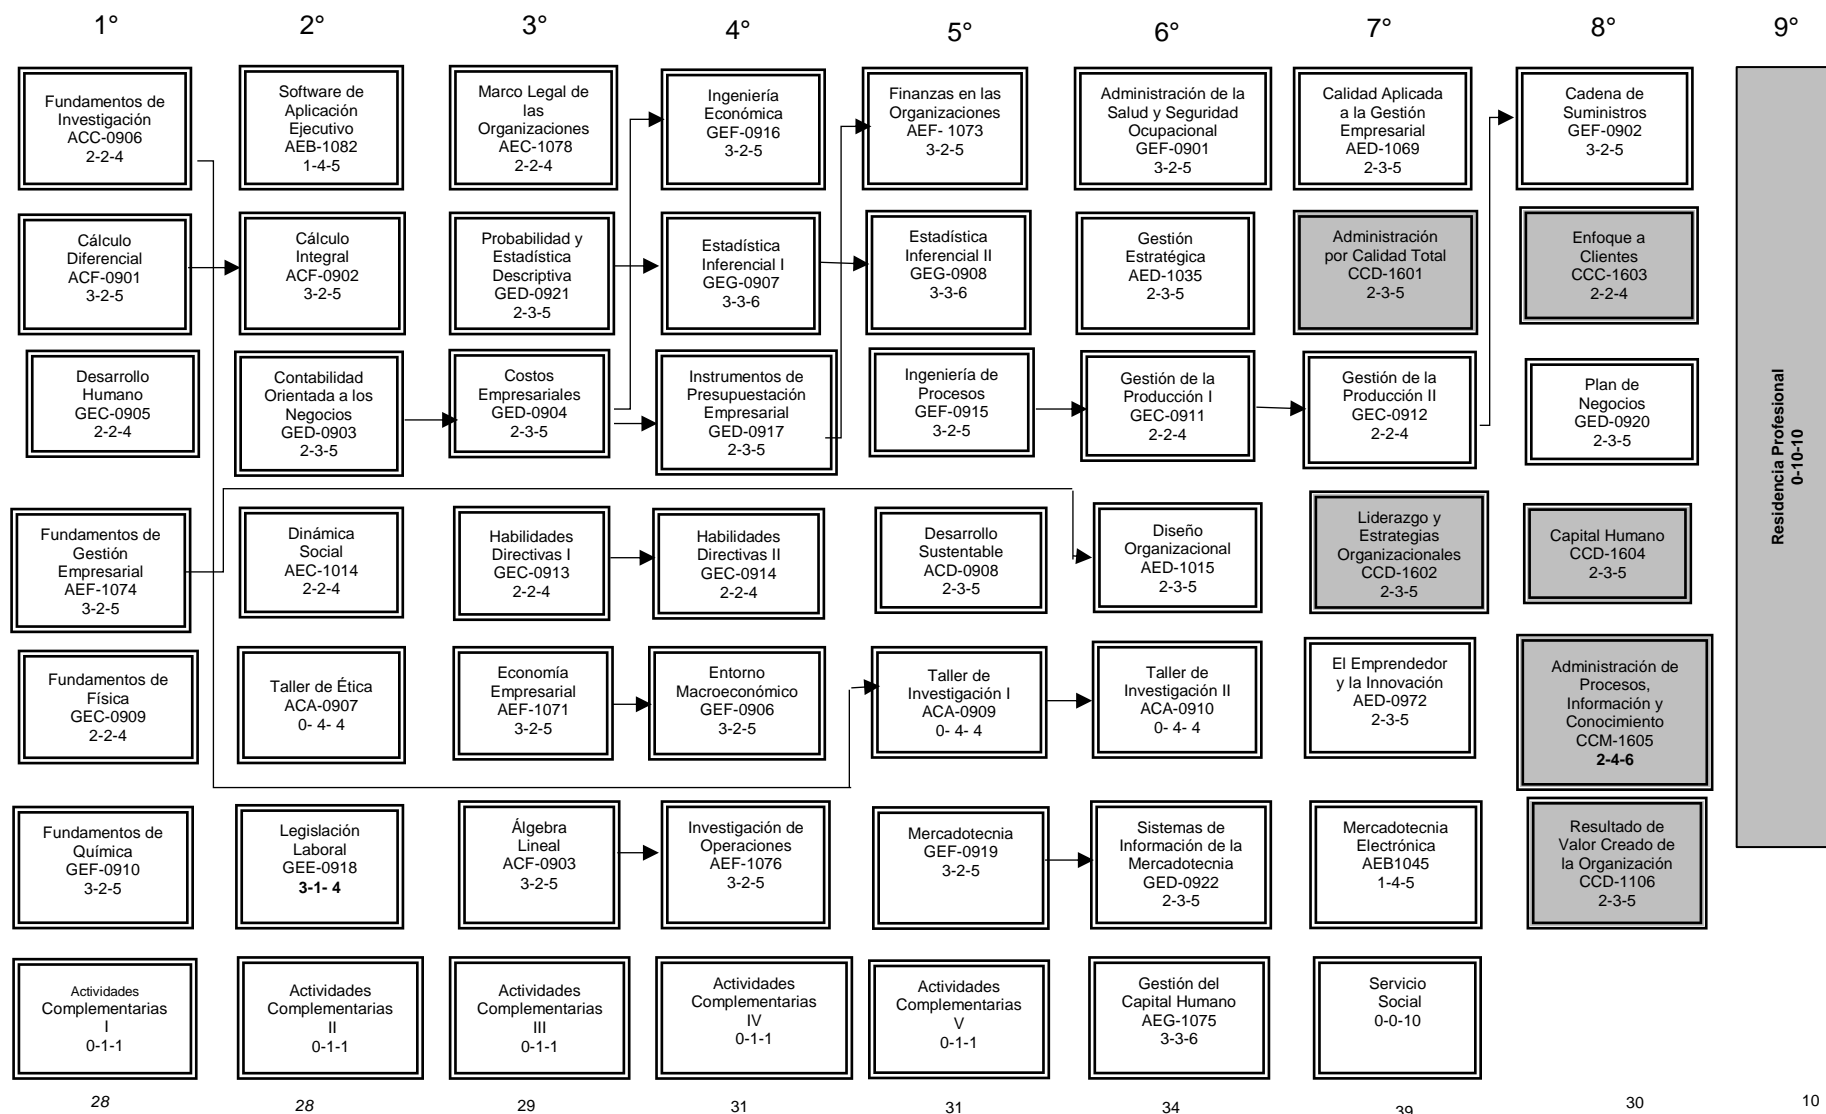 1°
2°
3°
4°
5°
6°
7°
8°
9°
Fundamentos de
Investigación
ACC-0906
2-2-4
Software de
Aplicación
Ejecutivo
AEB-1082
1-4-5
Marco Legal de
las
Organizaciones
AEC-1078
2-2-4
Ingeniería
Económica
GEF-0916
3-2-5
Finanzas en las
Organizaciones
AEF- 1073
3-2-5
Administración de la
Salud y Seguridad
Ocupacional
GEF-0901
3-2-5
Calidad Aplicada
a la Gestión
Empresarial
AED-1069
2-3-5
Cadena de
Suministros
GEF-0902
3-2-5
Residencia Profesional
0-10-10
Cálculo
Diferencial
ACF-0901
3-2-5
Cálculo
Integral
ACF-0902
3-2-5
Probabilidad y
Estadística
Descriptiva
GED-0921
2-3-5
Estadística
Inferencial I
GEG-0907
3-3-6
Estadística
Inferencial II
GEG-0908
3-3-6
Gestión
Estratégica
AED-1035
2-3-5
Administración
por Calidad Total
CCD-1601
2-3-5
Enfoque a
Clientes
CCC-1603
2-2-4
Desarrollo
Humano
GEC-0905
2-2-4
Contabilidad
Orientada a los
Negocios
GED-0903
2-3-5
Costos
Empresariales
GED-0904
2-3-5
Instrumentos de
Presupuestación
Empresarial
GED-0917
2-3-5
Ingeniería de
Procesos
GEF-0915
3-2-5
Gestión de la
Producción I
GEC-0911
2-2-4
Gestión de la
Producción II
GEC-0912
2-2-4
Plan de
Negocios
GED-0920
2-3-5
Fundamentos de
Gestión
Empresarial
AEF-1074
3-2-5
Dinámica
Social
AEC-1014
2-2-4
Habilidades
Directivas I
GEC-0913
2-2-4
Habilidades
Directivas II
GEC-0914
2-2-4
Desarrollo
Sustentable
ACD-0908
2-3-5
Diseño
Organizacional
AED-1015
2-3-5
Liderazgo y
Estrategias
Organizacionales
CCD-1602
2-3-5
Capital Humano
CCD-1604
2-3-5
Fundamentos de
Física
GEC-0909
2-2-4
Taller de Ética
ACA-0907
0- 4- 4
Economía
Empresarial
AEF-1071
3-2-5
Entorno
Macroeconómico
GEF-0906
3-2-5
Taller de
Investigación I
ACA-0909
0- 4- 4
Taller de
Investigación II
ACA-0910
0- 4- 4
El Emprendedor
y la Innovación
AED-0972
2-3-5
Administración de
Procesos,
Información y
Conocimiento
CCM-1605
2-4-6
Fundamentos de
Química
GEF-0910
3-2-5
Legislación
Laboral
GEE-0918
3-1- 4
Álgebra
Lineal
ACF-0903
3-2-5
Investigación de
Operaciones
AEF-1076
3-2-5
Mercadotecnia
GEF-0919
3-2-5
Sistemas de
Información de la
Mercadotecnia
GED-0922
2-3-5
Mercadotecnia
Electrónica
AEB1045
1-4-5
Resultado de
Valor Creado de
la Organización
CCD-1106
2-3-5
Actividades
Complementarias
I
0-1-1
Actividades
Complementarias
II
0-1-1
Actividades
Complementarias
III
0-1-1
Actividades
Complementarias
IV
0-1-1
Actividades
Complementarias
V
0-1-1
Gestión del
Capital Humano
AEG-1075
3-3-6
Servicio
Social
0-0-10
28
28
29
31
31
34
39
30
10